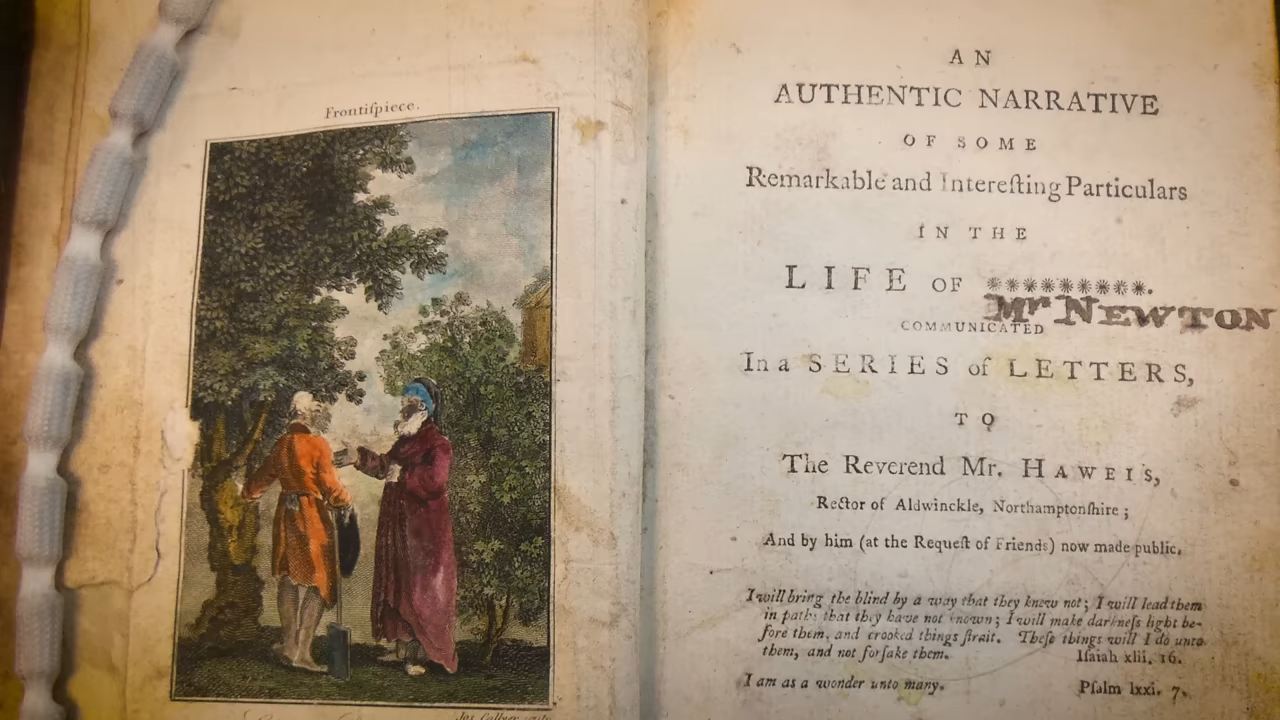 Frontiſpiece.
AN
AUTHENTIC NARRATIVE
OF SOME
Remarkable and Intereſting Particulars
IN THE
LIFE OF ********.
Mr NEWTON
COMMUNICATED
In a SERIES of LETTERS,
TO
The Reverend Mr. HAWEIS,
Rector of Aldwinckle, Northamptonſhire;
And by him (at the Requeſt of Friends) now made public.
I will bring the blind by a way that they knew not; I will lead them
in paths that they have not known; I will make darkneſs light be-
fore them, and crooked things ſtrait. Theſe things will I do unto
them, and not forſake them. Iſaiah xlii. 16.
I am as a wonder unto many. Pſalm lxxi. 7.